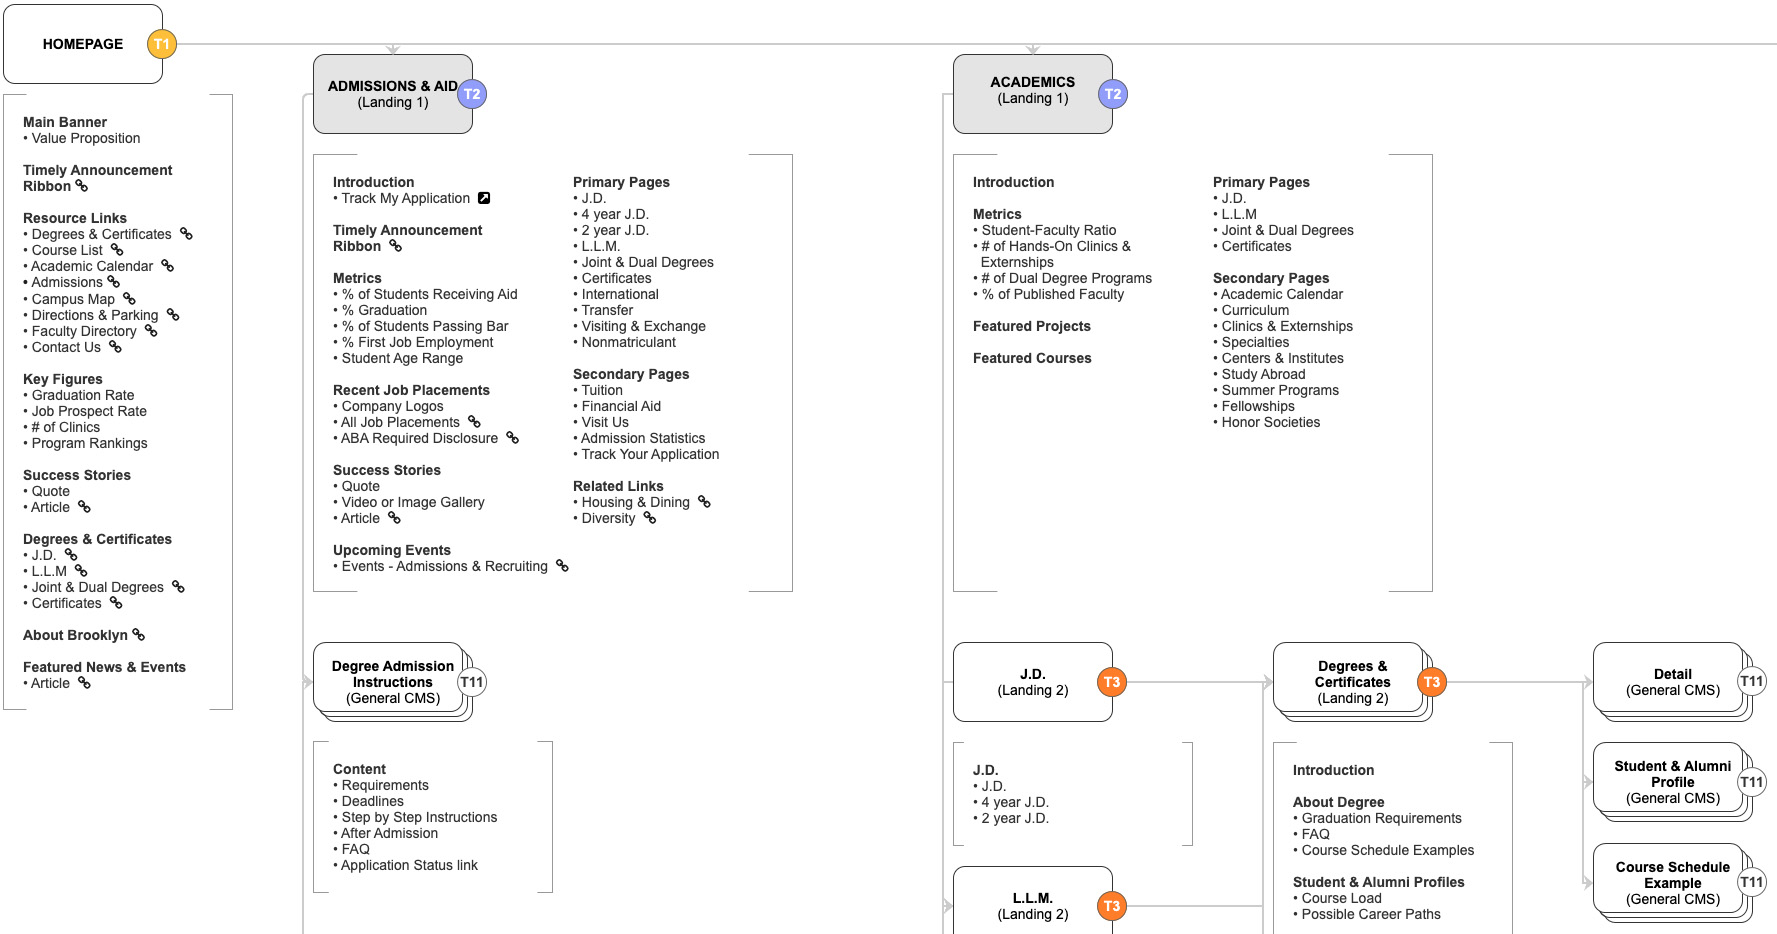 HOMEPAGE
T1
Main Banner
• Value Proposition
Timely Announcement
Ribbon
Resource Links
• Degrees & Certificates
• Course List
• Academic Calendar
• Admissions
• Campus Map
• Directions & Parking
• Faculty Directory
• Contact Us
Key Figures
• Graduation Rate
• Job Prospect Rate
• # of Clinics
• Program Rankings
Success Stories
• Quote
• Article
Degrees & Certificates
• J.D.
• L.L.M
• Joint & Dual Degrees
• Certificates
About Brooklyn
Featured News & Events
• Article
ADMISSIONS & AID
(Landing 1)
T2
Introduction
• Track My Application
Timely Announcement
Ribbon
Metrics
• % of Students Receiving Aid
• % Graduation
• % of Students Passing Bar
• % First Job Employment
• Student Age Range
Recent Job Placements
• Company Logos
• All Job Placements
• ABA Required Disclosure
Success Stories
• Quote
• Video or Image Gallery
• Article
Upcoming Events
• Events - Admissions & Recruiting
Primary Pages
• J.D.
• 4 year J.D.
• 2 year J.D.
• L.L.M.
• Joint & Dual Degrees
• Certificates
• International
• Transfer
• Visiting & Exchange
• Nonmatriculant
Secondary Pages
• Tuition
• Financial Aid
• Visit Us
• Admission Statistics
• Track Your Application
Related Links
• Housing & Dining
• Diversity
Degree Admission
Instructions
(General CMS)
T11
Content
• Requirements
• Deadlines
• Step by Step Instructions
• After Admission
• FAQ
• Application Status link
ACADEMICS
(Landing 1)
T2
Introduction
Metrics
• Student-Faculty Ratio
• # of Hands-On Clinics &
Externships
• # of Dual Degree Programs
• % of Published Faculty
Featured Projects
Featured Courses
Primary Pages
• J.D.
• L.L.M
• Joint & Dual Degrees
• Certificates
Secondary Pages
• Academic Calendar
• Curriculum
• Clinics & Externships
• Specialties
• Centers & Institutes
• Study Abroad
• Summer Programs
• Fellowships
• Honor Societies
J.D.
(Landing 2)
T3
J.D.
• J.D.
• 4 year J.D.
• 2 year J.D.
L.L.M.
(Landing 2)
T3
Degrees &
Certificates
(Landing 2)
T3
Introduction
About Degree
• Graduation Requirements
• FAQ
• Course Schedule Examples
Student & Alumni Profiles
• Course Load
• Possible Career Paths
Detail
(General CMS)
T11
Student & Alumni
Profile
(General CMS)
T11
Course Schedule
Example
(General CMS)
T11